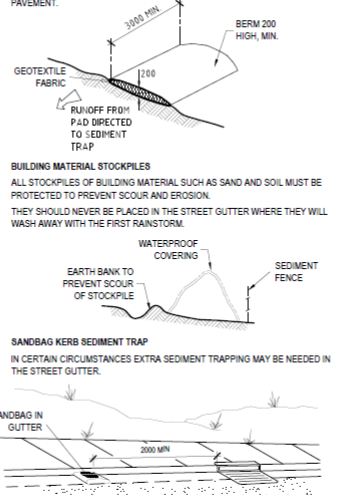 PAVEMENT.
3000 MIN.
BERM 200
HIGH, MIN.
GEOTEXTILE
FABRIC
200
RUNOFF FROM
PAD DIRECTED
TO SEDIMENT
TRAP
BUILDING MATERIAL STOCKPILES
ALL STOCKPILES OF BUILDING MATERIAL SUCH AS SAND AND SOIL MUST BE
PROTECTED TO PREVENT SCOUR AND EROSION.
THEY SHOULD NEVER BE PLACED IN THE STREET GUTTER WHERE THEY WILL
WASH AWAY WITH THE FIRST RAINSTORM.
WATERPROOF
COVERING
EARTH BANK TO
PREVENT SCOUR
OF STOCKPILE
SEDIMENT
FENCE
SANDBAG KERB SEDIMENT TRAP
IN CERTAIN CIRCUMSTANCES EXTRA SEDIMENT TRAPPING MAY BE NEEDED IN
THE STREET GUTTER.
ANDBAG IN
GUTTER
2000 MIN